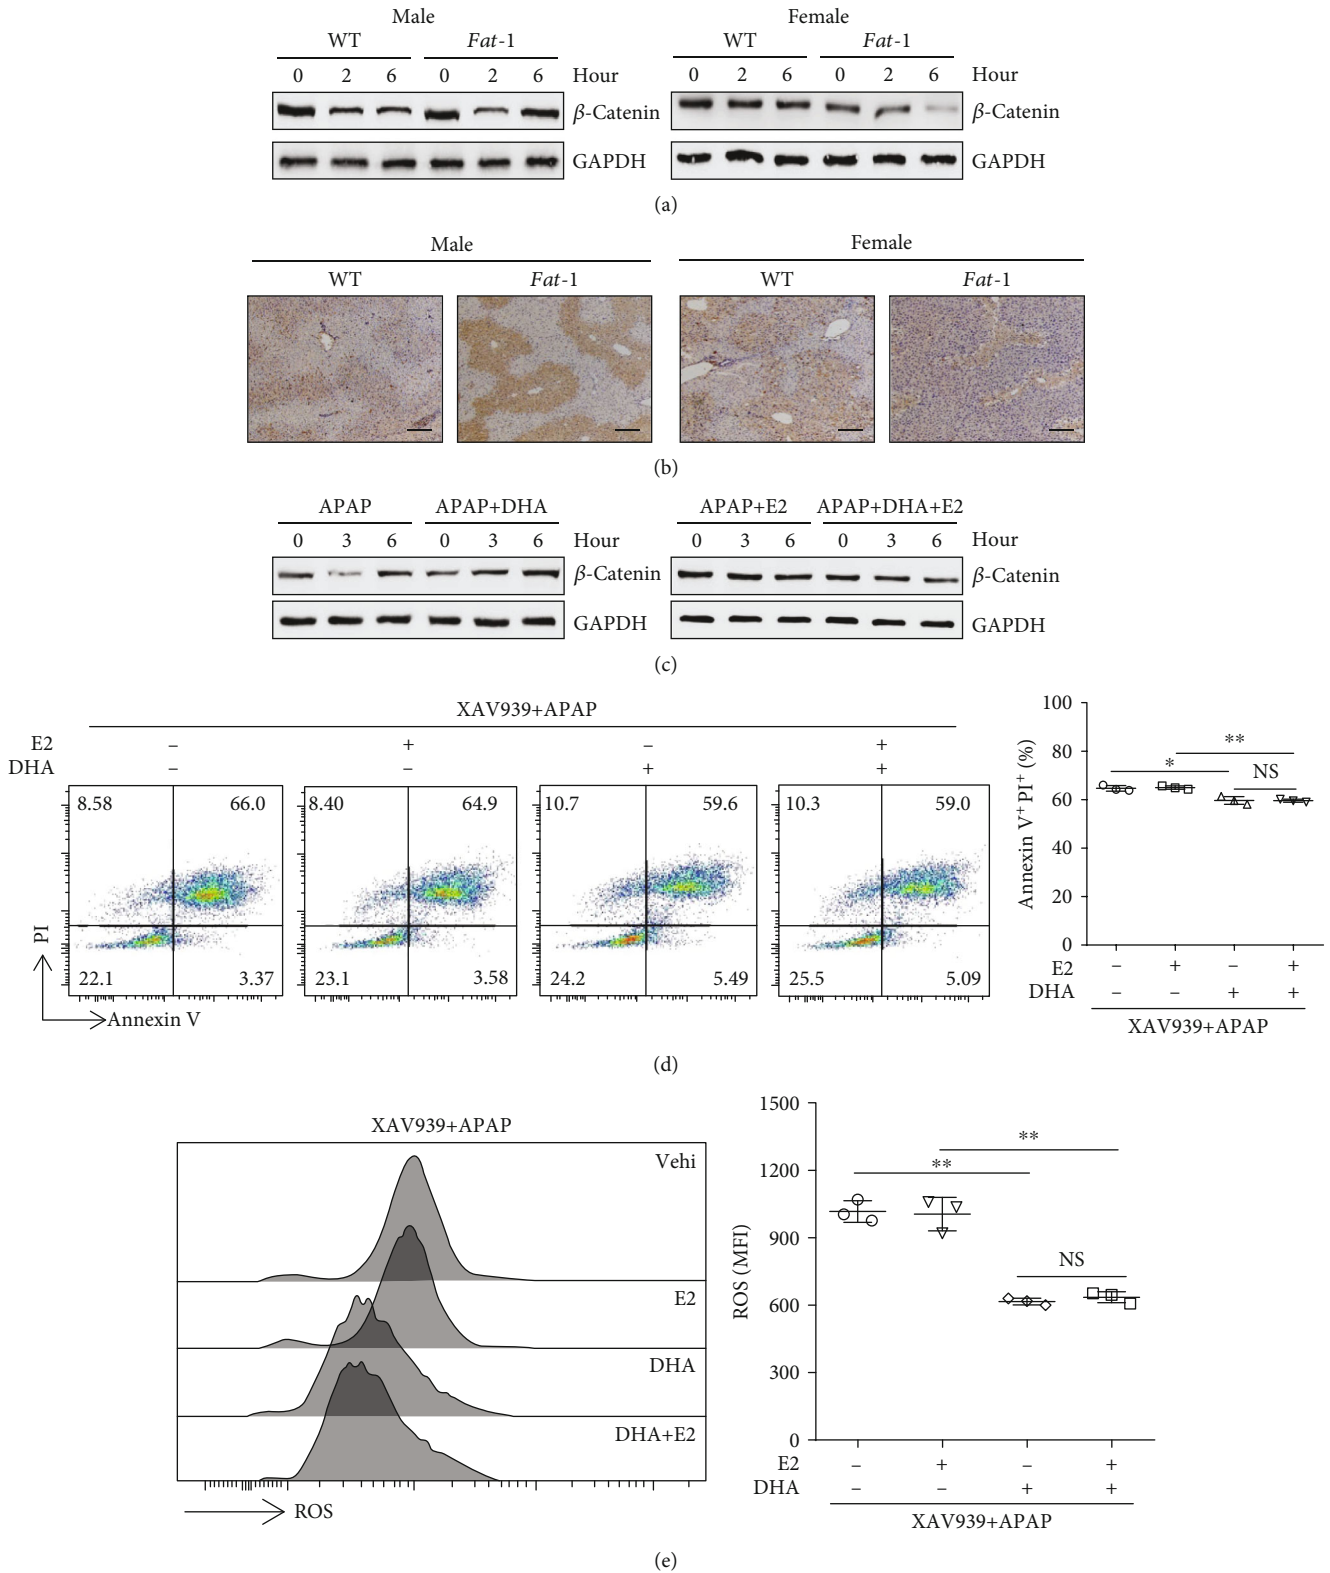 Male Female
WT Fat-1 WT Fat-1
0 2 6 0 2 6 Hour 0 2 6 0 2 6 Hour
β-Catenin β-Catenin
GAPDH GAPDH
(a)
Male Female
WT Fat-1 WT Fat-1
(b)
APAP APAP+DHA APAP+E2 APAP+DHA+E2
0 3 6 0 3 6 Hour 0 3 6 0 3 6 Hour
β-Catenin β-Catenin
GAPDH GAPDH
(c)
XAV939+APAP
E2 – + – +
DHA – – + +
8.58 66.0 8.40 64.9 10.7 59.6 10.3 59.0
22.1 3.37 23.1 3.58 24.2 5.49 25.5 5.09
PI
Annexin V
Annexin V+ PI+ (%)
100
80
60
40
20
0
* ** NS
E2 – + – +
DHA – – + +
XAV939+APAP
(d)
XAV939+APAP
Vehi
E2
DHA
DHA+E2
ROS
ROS (MFI)
1500
1200
900
600
300
0
** ** NS
E2 – + – +
DHA – – + +
XAV939+APAP
(e)